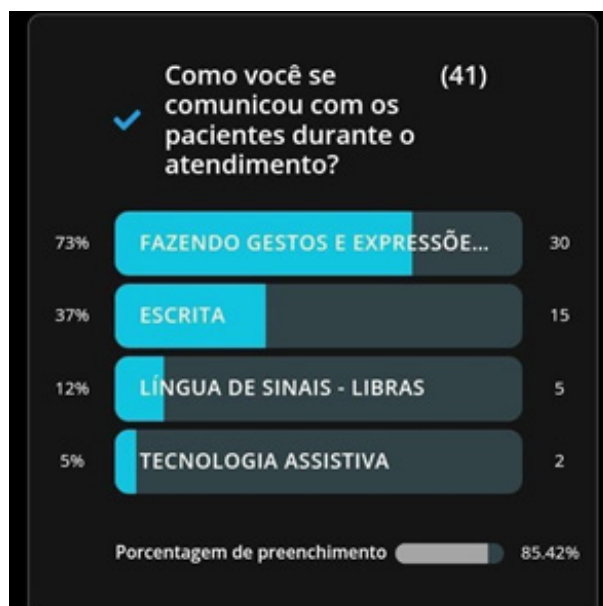 Como você se (41)
comunicou com os
pacientes durante o
atendimento?
73% FAZENDO GESTOS E EXPRESSÕE... 30
37% ESCRITA 15
12% LÍNGUA DE SINAIS - LIBRAS 5
5% TECNOLOGIA ASSISTIVA 2
Porcentagem de preenchimento 85.42%